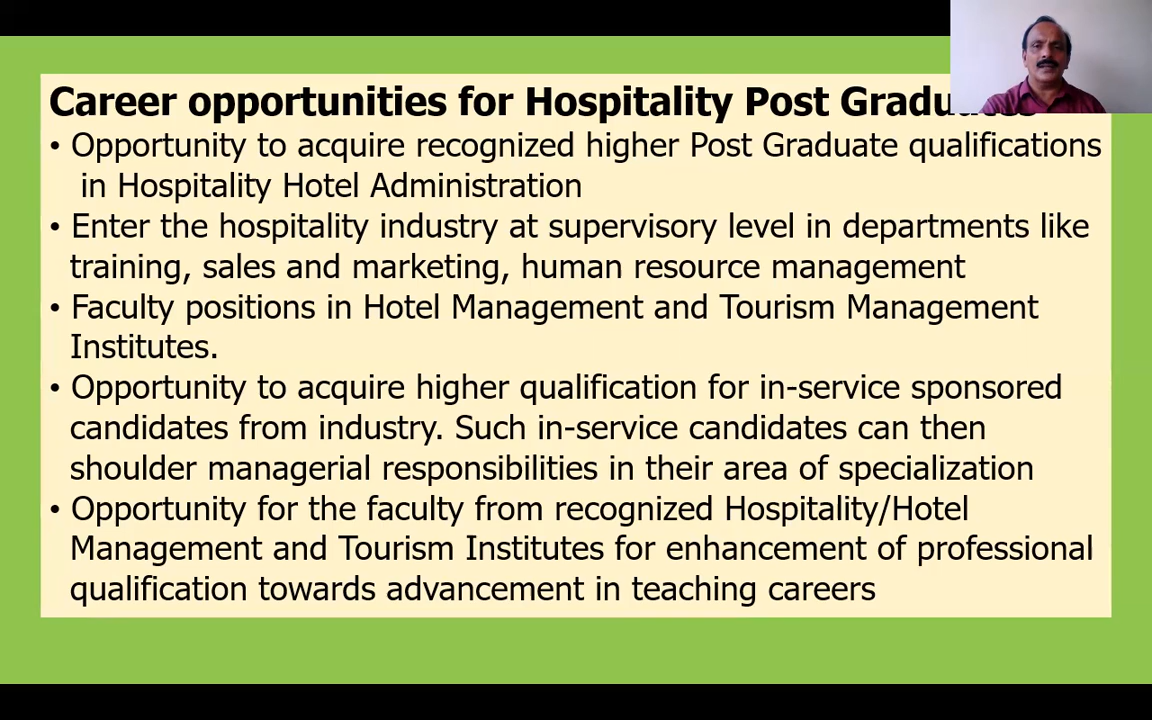 Career opportunities for Hospitality Post
• Opportunity to acquire recognized higher Post Graduate qualifications
in Hospitality Hotel Administration
• Enter the hospitality industry at supervisory level in departments like
training, sales and marketing, human resource management
• Faculty positions in Hotel Management and Tourism Management
Institutes.
• Opportunity to acquire higher qualification for in-service sponsored
candidates from industry. Such in-service candidates can then
shoulder managerial responsibilities in their area of specialization
• Opportunity for the faculty from recognized Hospitality/Hotel
Management and Tourism Institutes for enhancement of professional
qualification towards advancement in teaching careers